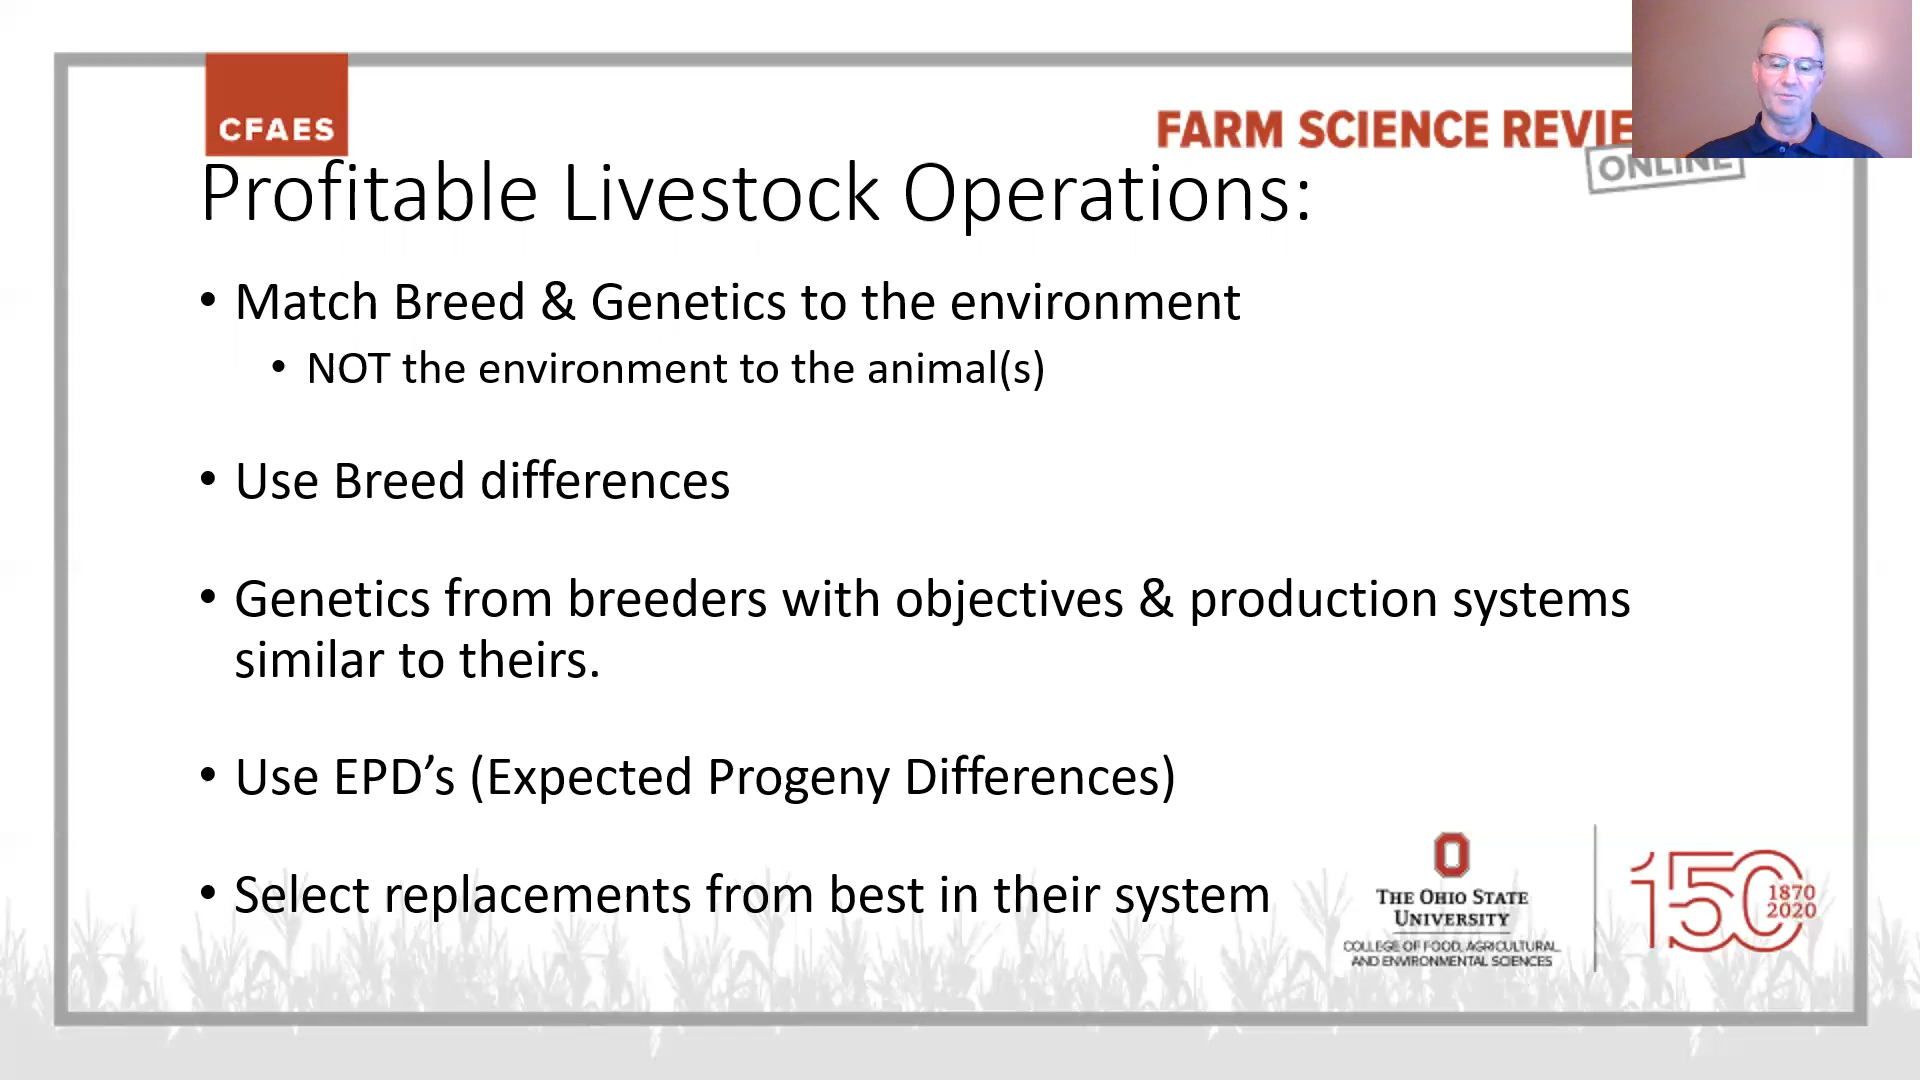 CFAES
FARM SCIENCE REVIE
ONLINE
Profitable Livestock Operations:
• Match Breed & Genetics to the environment
• NOT the environment to the animal(s)
• Use Breed differences
• Genetics from breeders with objectives & production systems
similar to theirs.
• Use EPD’s (Expected Progeny Differences)
• Select replacements from best in their system
THE OHIO STATE
UNIVERSITY
COLLEGE OF FOOD, AGRICULTURAL,
AND ENVIRONMENTAL SCIENCES
150
1870
2020